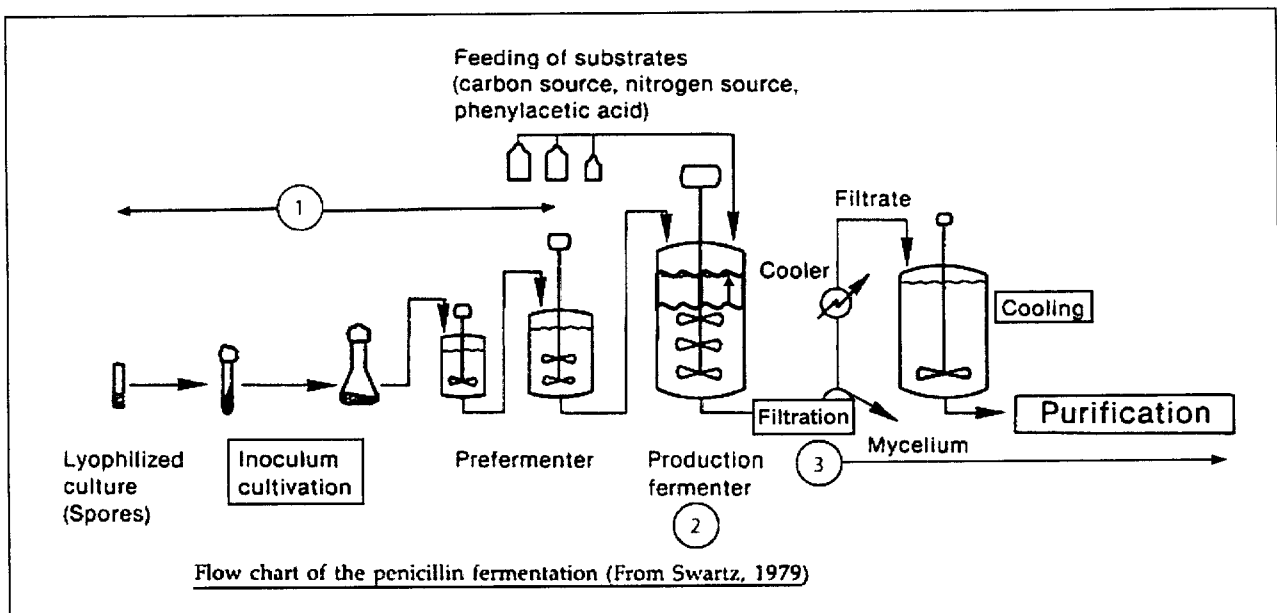 Feeding of substrates
(carbon source, nitrogen source,
phenylacetic acid)
1
Filtrate
Cooler
Cooling
Filtration
Purification
Mycelium
Lyophilized
culture
(Spores)
Inoculum
cultivation
Prefermenter
Production
fermenter
2
3
Flow chart of the penicillin fermentation (From Swartz, 1979)